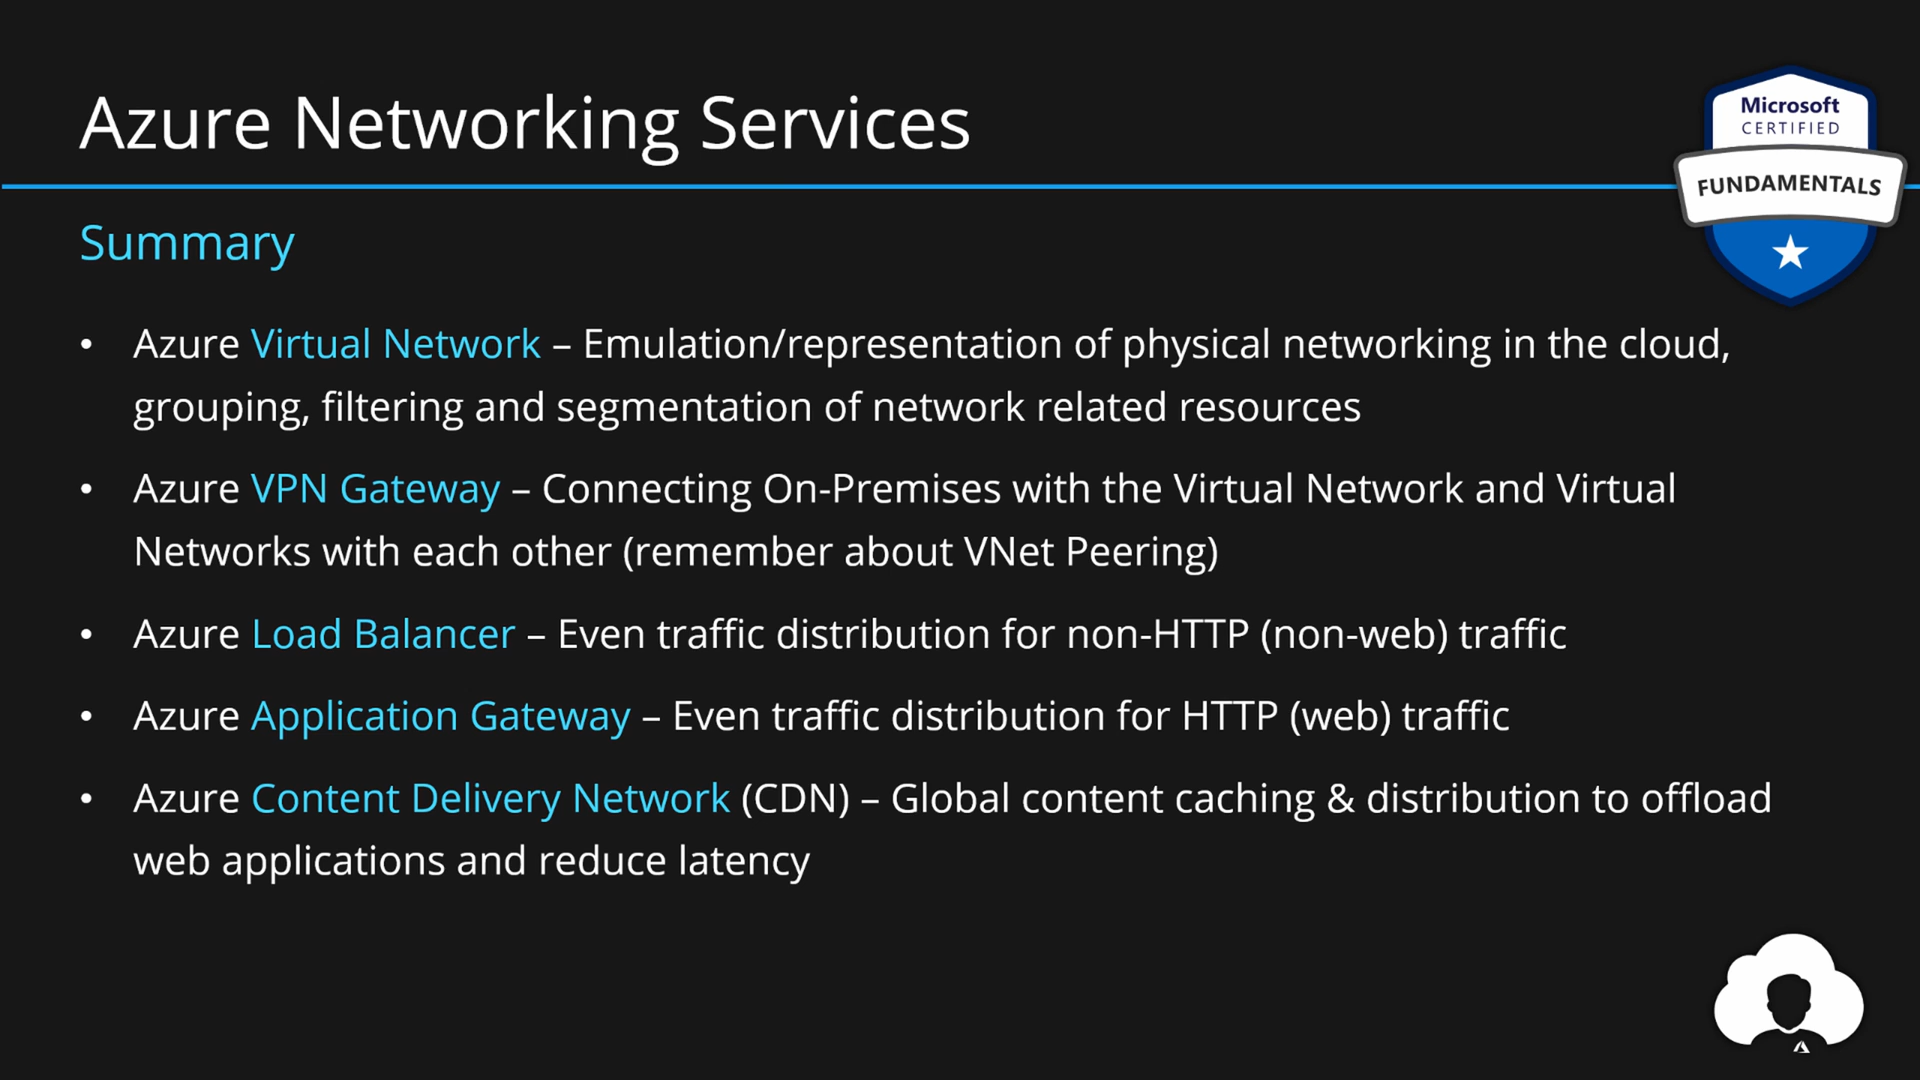 Azure Networking Services
Microsoft
CERTIFIED
FUNDAMENTALS
Summary
• Azure Virtual Network – Emulation/representation of physical networking in the cloud,
grouping, filtering and segmentation of network related resources
• Azure VPN Gateway – Connecting On-Premises with the Virtual Network and Virtual
Networks with each other (remember about VNet Peering)
• Azure Load Balancer – Even traffic distribution for non-HTTP (non-web) traffic
• Azure Application Gateway – Even traffic distribution for HTTP (web) traffic
• Azure Content Delivery Network (CDN) – Global content caching & distribution to offload
web applications and reduce latency